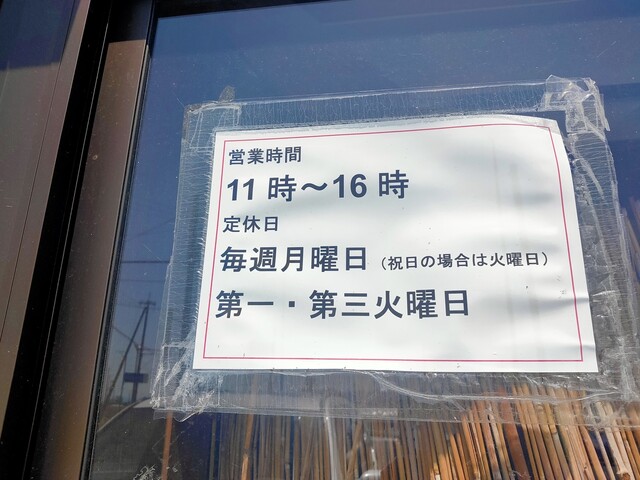 営業時間
11時～16時
定休日
毎週月曜日（祝日の場合は火曜日）
第一・第三火曜日